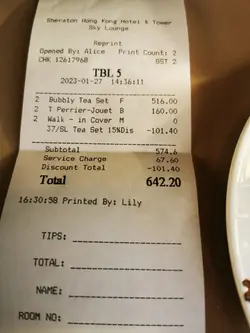 Sheraton Hong Kong Hotel & Tower
Sky Lounge
Reprint
Opened By: Alice Print Count: 2
CHK 12617968 GST 2
TBL 5
2023-01-27 14:36:11
2 Bubbly Tea Set F 516.00
2 T Perrier-Jouet B 160.00
2 Walk - in Cover M 0
37/SL Tea Set 15%Dis -101.40
Subtotal 574.6
Service Charge 67.60
Discount Total -101.40
Total 642.20
16:30:58 Printed By: Lily
TIPS:
TOTAL:
NAME:
ROOM NO: